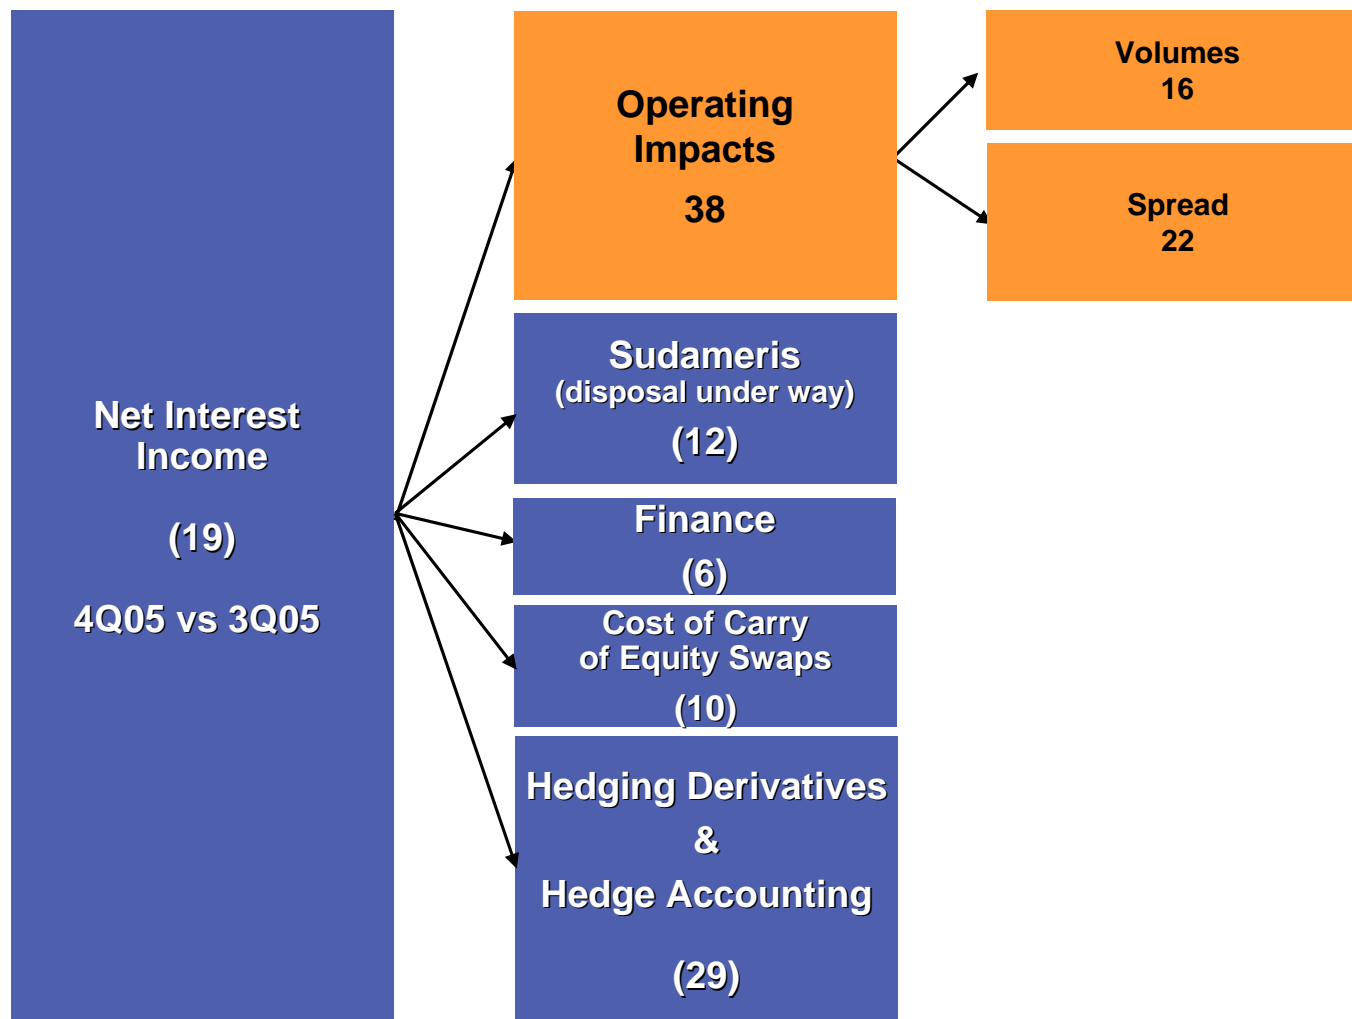 Net Interest
Income
(19)
4Q05 vs 3Q05
Operating
Impacts
38
Volumes
16
Spread
22
Sudameris
(disposal under way)
(12)
Finance
(6)
Cost of Carry
of Equity Swaps
(10)
Hedging Derivatives
&
Hedge Accounting
(29)